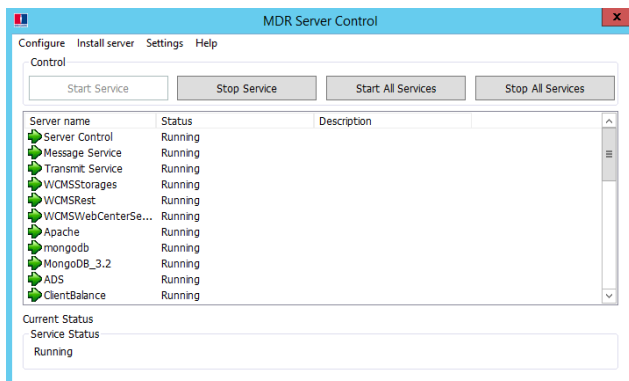 MDR Server Control
x
Configure Install server Settings Help
Control
Start Service Stop Service Start All Services Stop All Services
Server name Status Description
Server Control Running
Message Service Running
Transmit Service Running
WCMSStorages Running
WCMSRest Running
WCMSWebCenterSe... Running
Apache Running
mongodb Running
MongoDB_3.2 Running
ADS Running
ClientBalance Running
Current Status
Service Status
Running